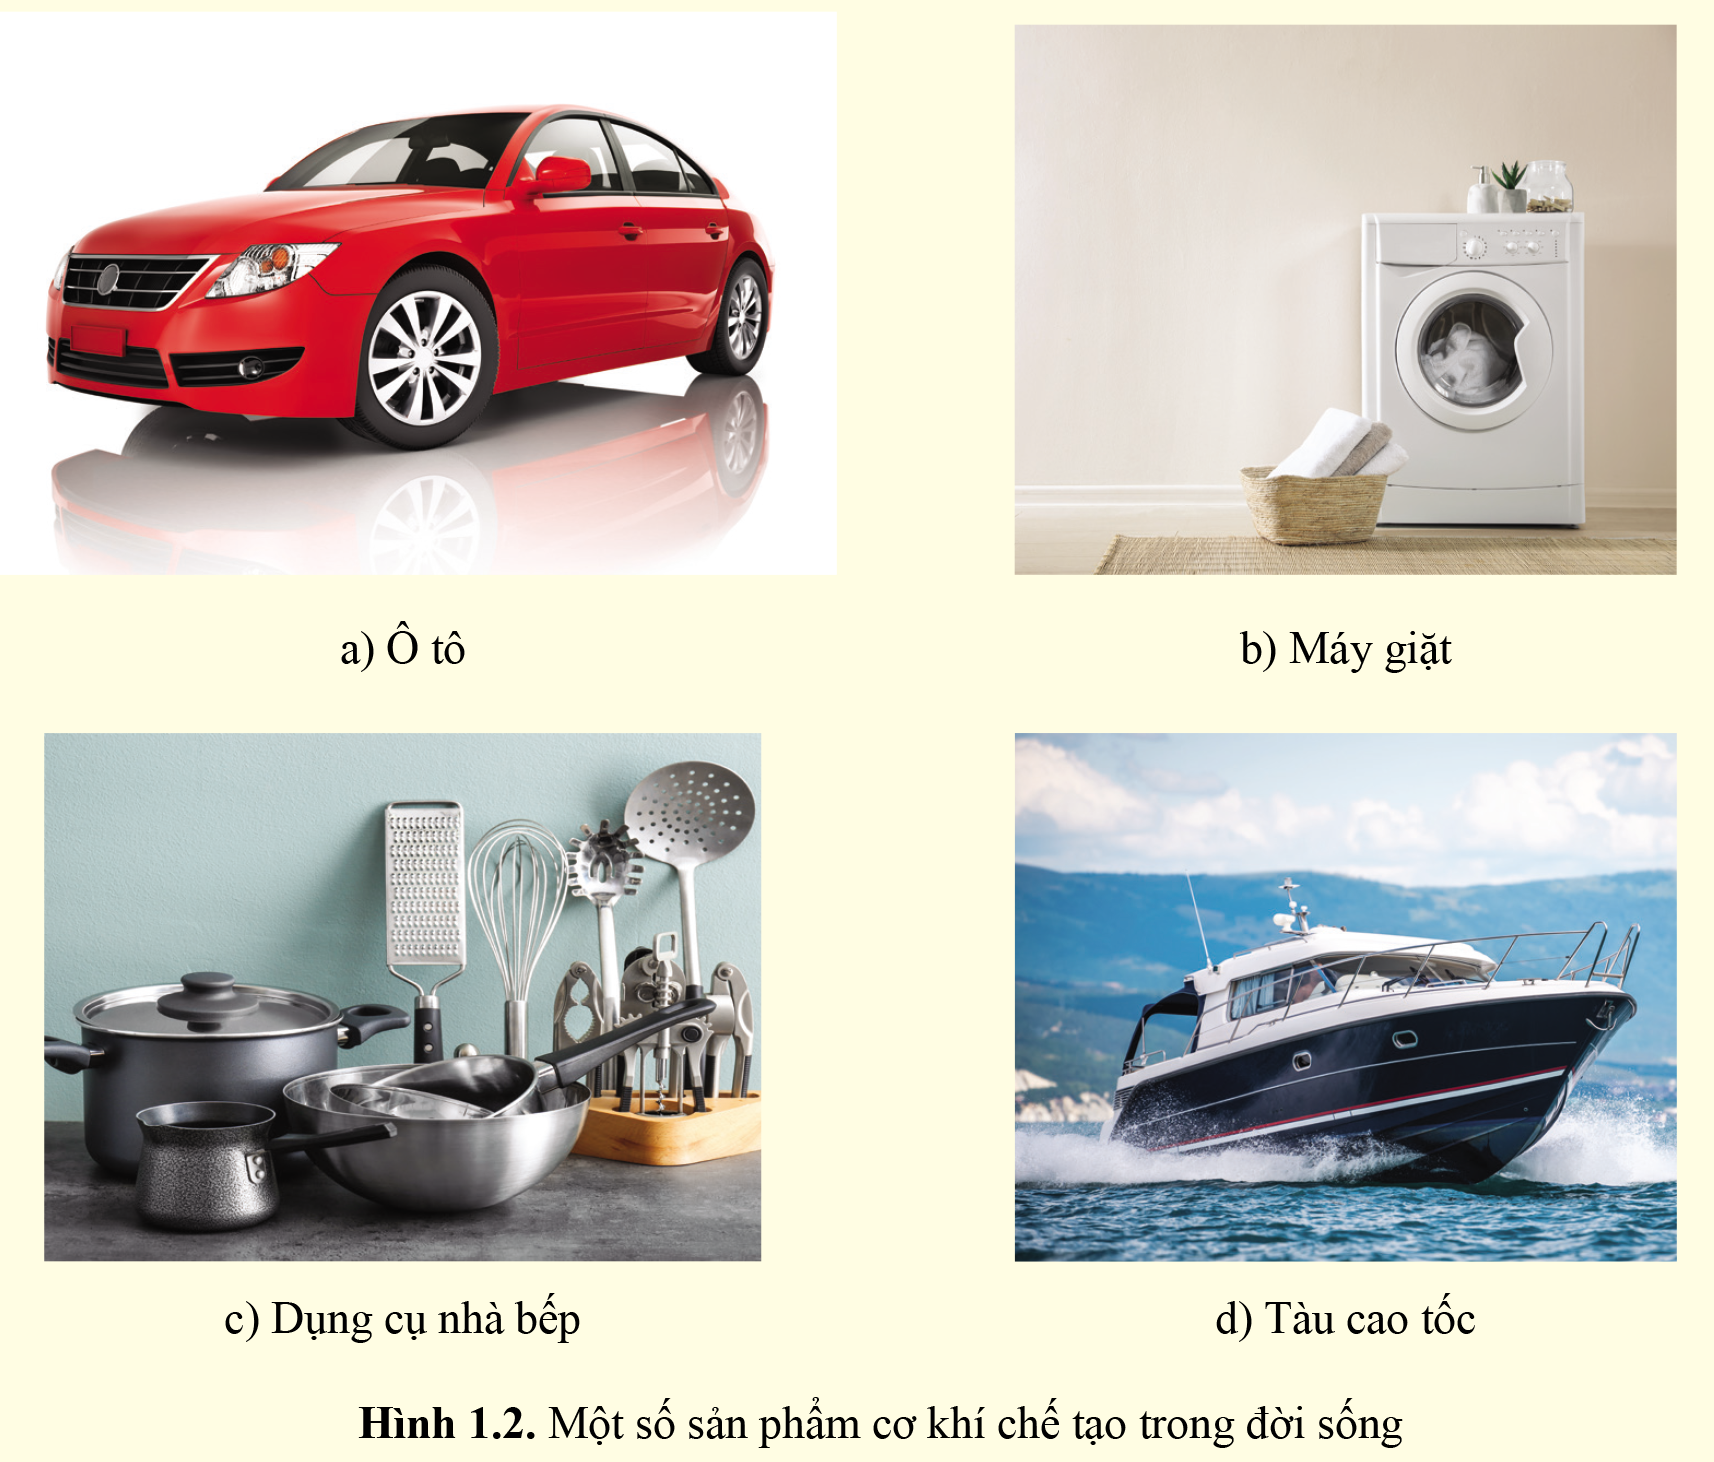 a) Ô tô
b) Máy giặt
c) Dụng cụ nhà bếp
d) Tàu cao tốc
Hình 1.2. Một số sản phẩm cơ khí chế tạo trong đời sống